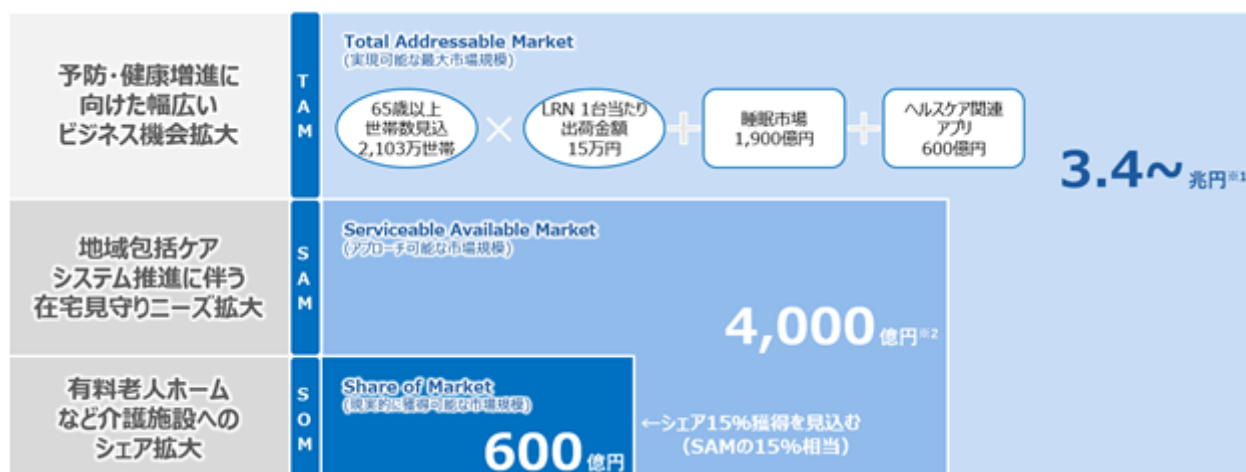 予防・健康増進に
向けた幅広い
ビジネス機会拡大
TAM
Total Addressable Market
(実現可能な最大市場規模)
65歳以上
世帯数見込
2,103万世帯
×
LRN 1台当たり
出荷金額
15万円
+
睡眠市場
1,900億円
+
ヘルスケア関連
アプリ
600億円
3.4~兆円※1
地域包括ケア
システム推進に伴う
在宅見守りニーズ拡大
SAM
Serviceable Available Market
(アプローチ可能な市場規模)
4,000億円※2
有料老人ホーム
など介護施設への
シェア拡大
SOM
Share of Market
(現実的に獲得可能な市場規模)
600億円
←シェア15%獲得を見込む
(SAMの15%相当)